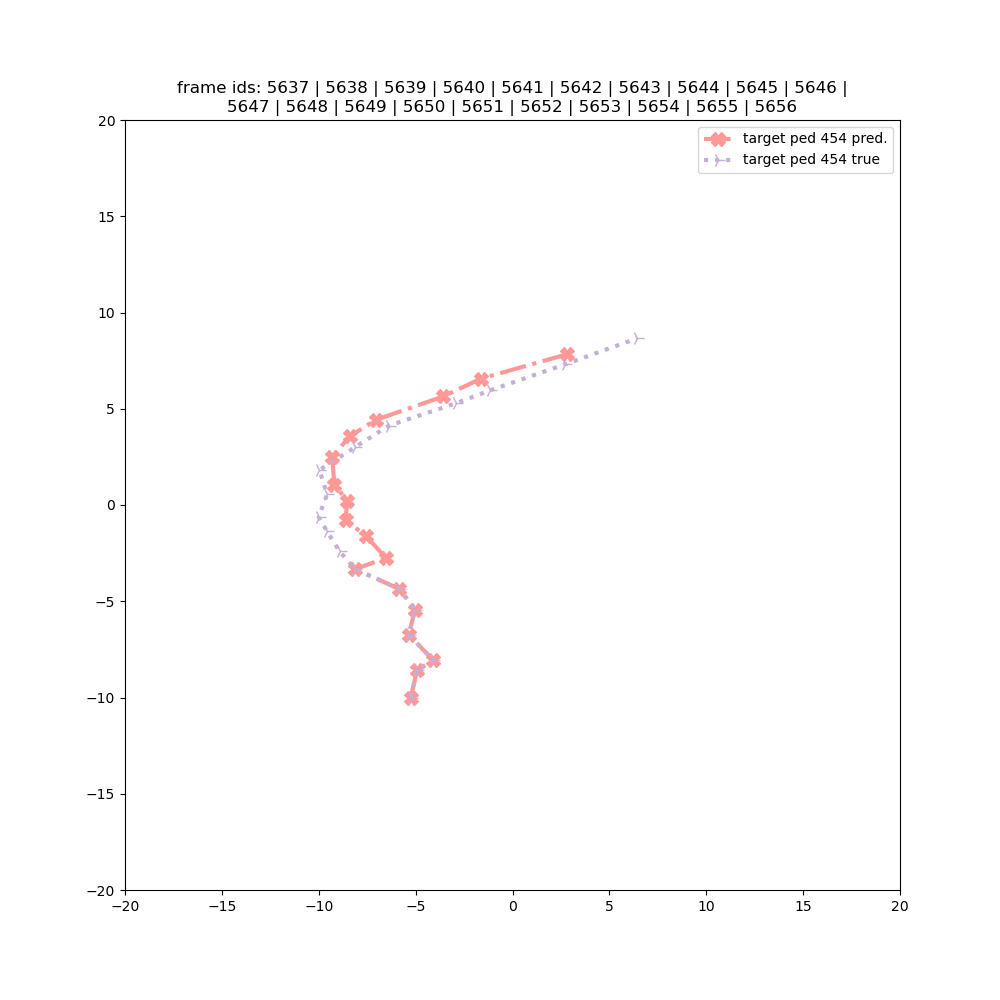 frame ids: 5637 | 5638 | 5639 | 5640 | 5641 | 5642 | 5643 | 5644 | 5645 | 5646 |
5647 | 5648 | 5649 | 5650 | 5651 | 5652 | 5653 | 5654 | 5655 | 5656
target ped 454 pred.
target ped 454 true
20
15
10
5
0
−5
−10
−15
−20
−20 −15 −10 −5 0 5 10 15 20